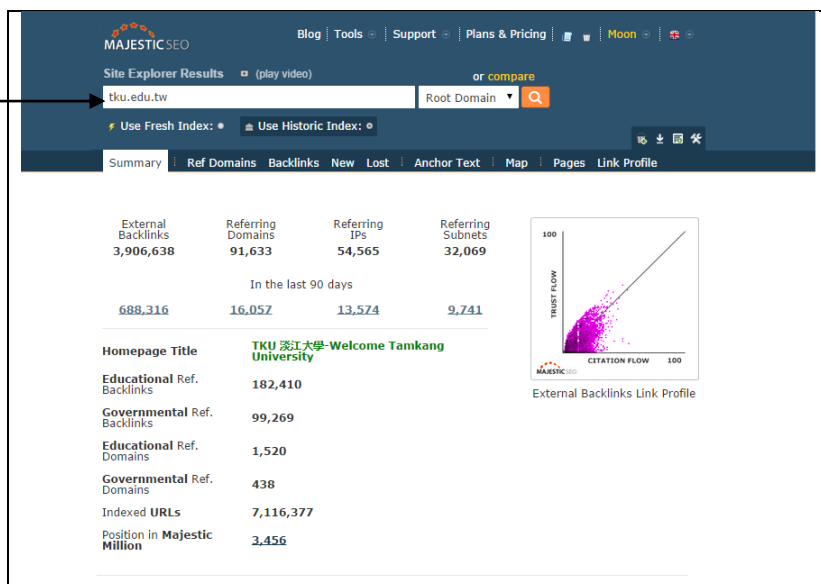 MAJESTIC SEO
Blog Tools Support Plans & Pricing Moon
Site Explorer Results (play video) or compare
tku.edu.tw Root Domain
Use Fresh Index: Use Historic Index:
Summary Ref Domains Backlinks New Lost Anchor Text Map Pages Link Profile
External Backlinks
3,906,638
Referring Domains
91,633
Referring IPs
54,565
Referring Subnets
32,069
In the last 90 days
688,316 16,057 13,574 9,741
Homepage Title TKU 淡江大學-Welcome Tamkang
University
Educational Ref.
Backlinks 182,410
Governmental Ref.
Backlinks 99,269
Educational Ref.
Domains 1,520
Governmental Ref.
Domains 438
Indexed URLs 7,116,377
Position in Majestic
Million 3,456
100
TRUST FLOW
CITATION FLOW 100
MAJESTIC SEO
External Backlinks Link Profile